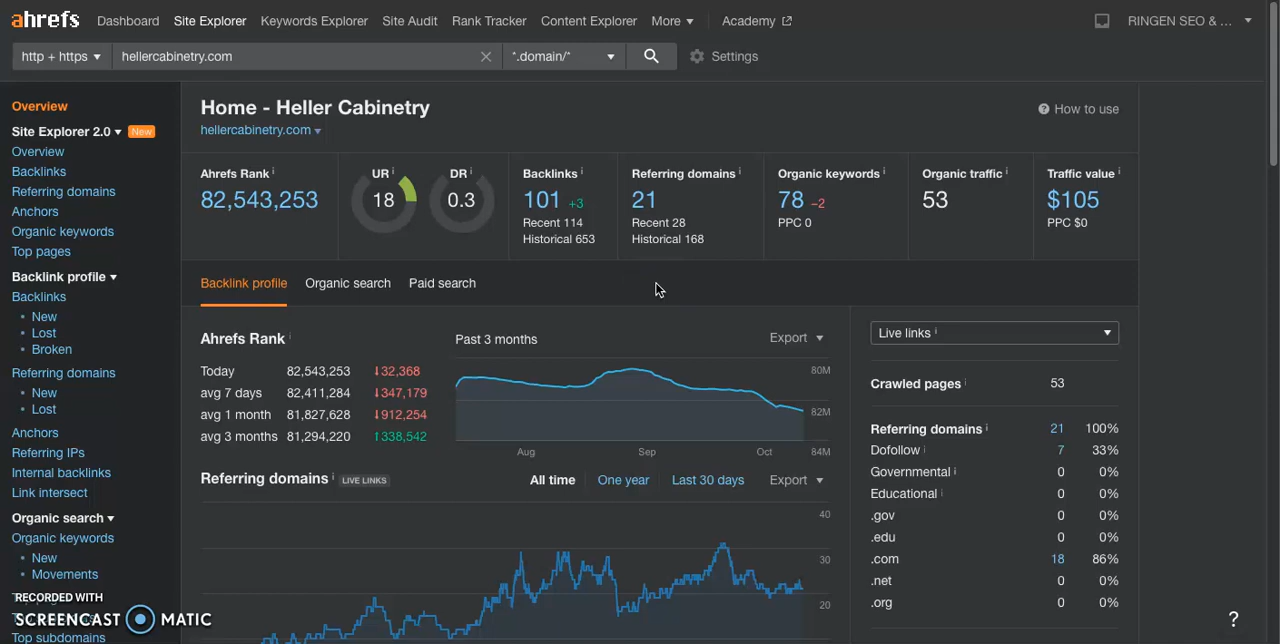 ahrefs Dashboard Site Explorer Keywords Explorer Site Audit Rank Tracker Content Explorer More Academy RINGEN SEO & ...
http + https hellercabinetry.com *.domain/* Settings
Overview
Site Explorer 2.0 New
Overview
Backlinks
Referring domains
Anchors
Organic keywords
Top pages
Backlink profile
Backlinks
New
Lost
Broken
Referring domains
New
Lost
Anchors
Referring IPs
Internal backlinks
Link intersect
Organic search
Organic keywords
New
Movements
RECORDED WITH
SCREENCAST MATIC
Top subdomains
Home - Heller Cabinetry
How to use
hellercabinetry.com
Ahrefs Rank
82,543,253
UR
18
DR
0.3
Backlinks
101 +3
Recent 114
Historical 653
Referring domains
21
Recent 28
Historical 168
Organic keywords
78 -2
PPC 0
Organic traffic
53
Traffic value
$105
PPC $0
Backlink profile Organic search Paid search
Ahrefs Rank
Today 82,543,253 ↓32,368
avg 7 days 82,411,284 ↓347,179
avg 1 month 81,827,628 ↓912,254
avg 3 months 81,294,220 ↑338,542
Past 3 months Export
80M
82M
84M
Aug Sep Oct
Referring domains LIVE LINKS All time One year Last 30 days Export
40
30
20
Live links
Crawled pages 53
Referring domains 21 100%
Dofollow 7 33%
Governmental 0 0%
Educational 0 0%
.gov 0 0%
.edu 0 0%
.com 18 86%
.net 0 0%
.org 0 0%
?